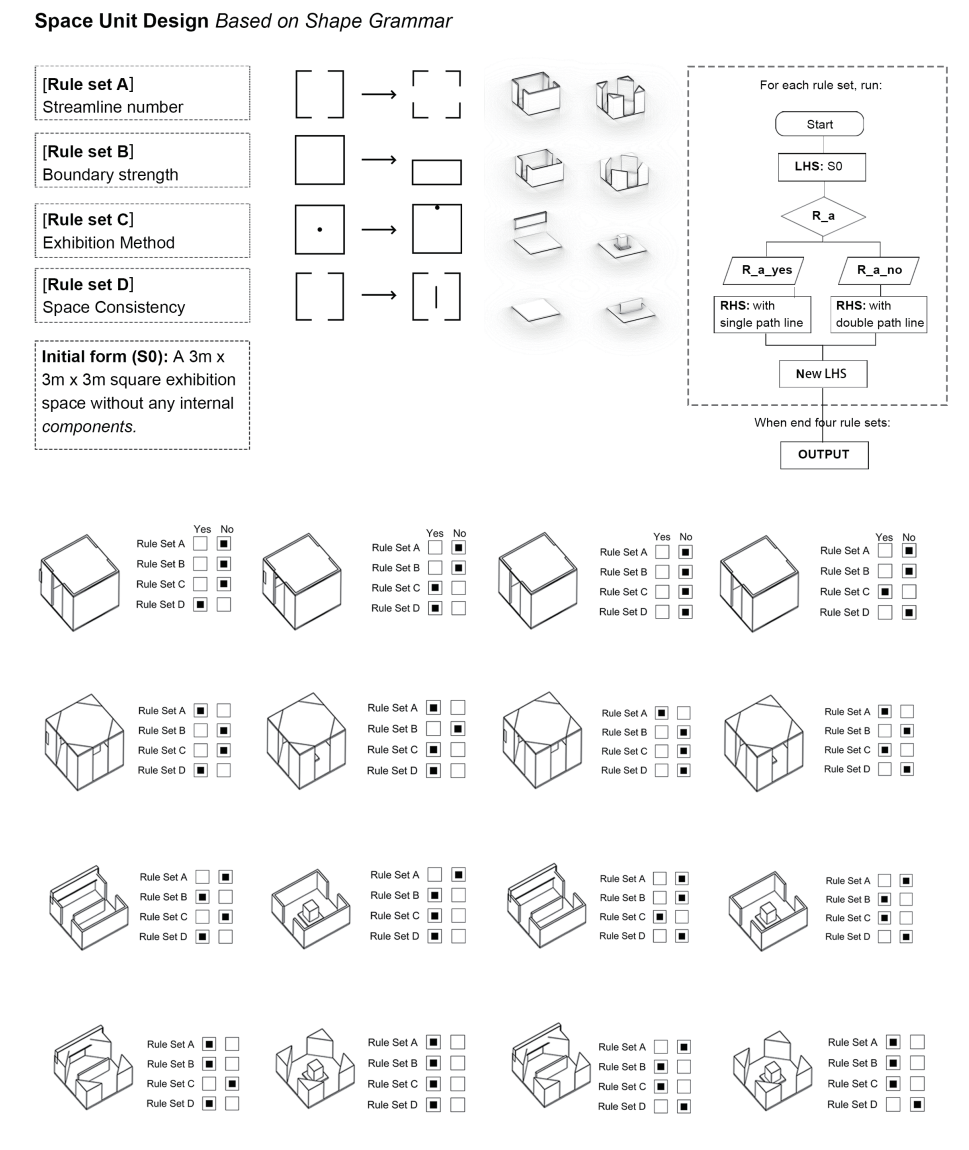 Space Unit Design Based on Shape Grammar
[Rule set A]
Streamline number
[Rule set B]
Boundary strength
[Rule set C]
Exhibition Method
[Rule set D]
Space Consistency
Initial form (S0): A 3m x
3m x 3m square exhibition
space without any internal
components.
For each rule set, run:
Start
LHS: S0
R_a
R_a_yes
R_a_no
RHS: with
single path line
RHS: with
double path line
New LHS
When end four rule sets:
OUTPUT
Yes No
Rule Set A
Rule Set B
Rule Set C
Rule Set D
Yes No
Rule Set A
Rule Set B
Rule Set C
Rule Set D
Yes No
Rule Set A
Rule Set B
Rule Set C
Rule Set D
Yes No
Rule Set A
Rule Set B
Rule Set C
Rule Set D
Rule Set A
Rule Set B
Rule Set C
Rule Set D
Rule Set A
Rule Set B
Rule Set C
Rule Set D
Rule Set A
Rule Set B
Rule Set C
Rule Set D
Rule Set A
Rule Set B
Rule Set C
Rule Set D
Rule Set A
Rule Set B
Rule Set C
Rule Set D
Rule Set A
Rule Set B
Rule Set C
Rule Set D
Rule Set A
Rule Set B
Rule Set C
Rule Set D
Rule Set A
Rule Set B
Rule Set C
Rule Set D
Rule Set A
Rule Set B
Rule Set C
Rule Set D
Rule Set A
Rule Set B
Rule Set C
Rule Set D
Rule Set A
Rule Set B
Rule Set C
Rule Set D
Rule Set A
Rule Set B
Rule Set C
Rule Set D